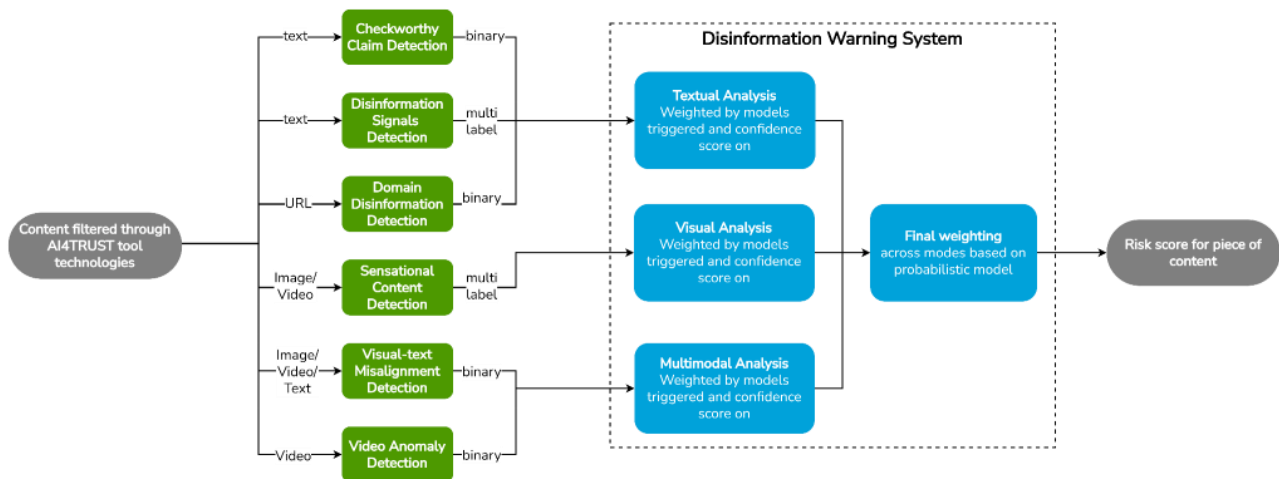 Disinformation Warning System
text
Checkworthy
Claim Detection
binary
text
Disinformation
Signals
Detection
multi
label
URL
Domain
Disinformation
Detection
binary
Image/
Video
Sensational
Content
Detection
multi
label
Image/
Video/
Text
Visual-text
Misalignment
Detection
binary
Video
Video Anomaly
Detection
binary
Content filtered through
AI4TRUST tool
technologies
Textual Analysis
Weighted by models
triggered and confidence
score on
Visual Analysis
Weighted by models
triggered and confidence
score on
Multimodal Analysis
Weighted by models
triggered and confidence
score on
Final weighting
across modes based on
probabilistic model
Risk score for piece of
content